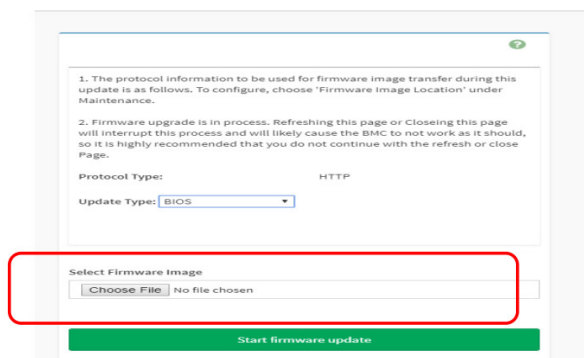 1. The protocol information to be used for firmware image transfer during this
update is as follows. To configure, choose 'Firmware Image Location' under
Maintenance.
2. Firmware upgrade is in process. Refreshing this page or Closeing this page
will interrupt this process and will likely cause the BMC to not work as it should,
so it is highly recommended that you do not continue with the refresh or close
Page.
Protocol Type: HTTP
Update Type: BIOS
Select Firmware Image
Choose File No file chosen
Start firmware update